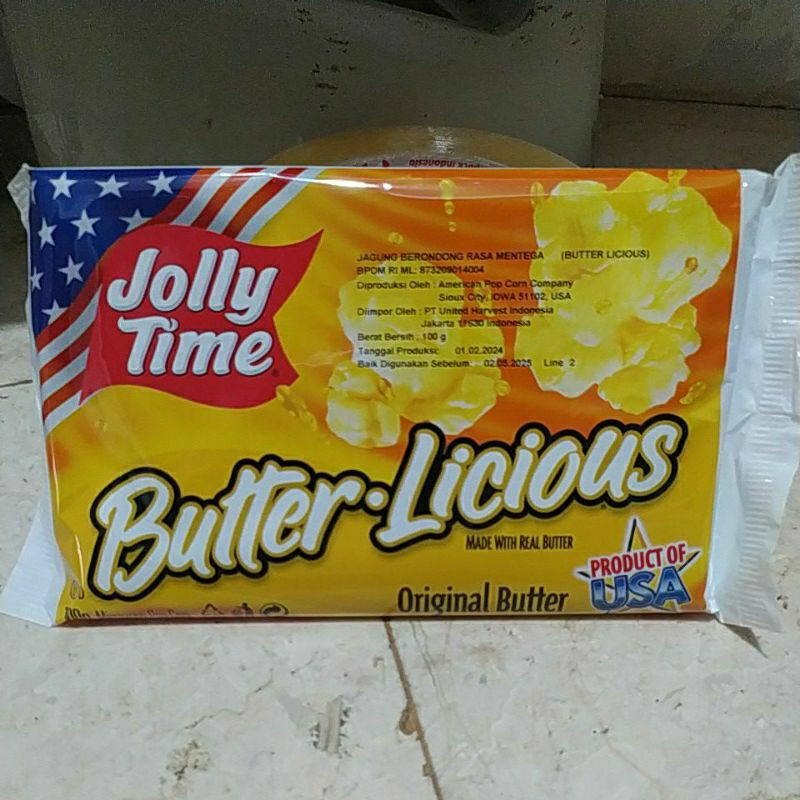 Jolly
Time
JAGUNG BERONDONG RASA MENTEGA (BUTTER LICIOUS)
BPOM RI ML: 873209014004
Diproduksi Oleh : American Pop Corn Company
Sioux City, IOWA 51102, USA
Diimpor Oleh : PT United Harvest Indonesia
Jakarta 11630 Indonesia
Berat Bersih : 100 g
Tanggal Produksi: 01.02.2024
Baik Digunakan Sebelum: 02.05.2025 Line 2
Butter·Licious
MADE WITH REAL BUTTER
PRODUCT OF
USA
Original Butter